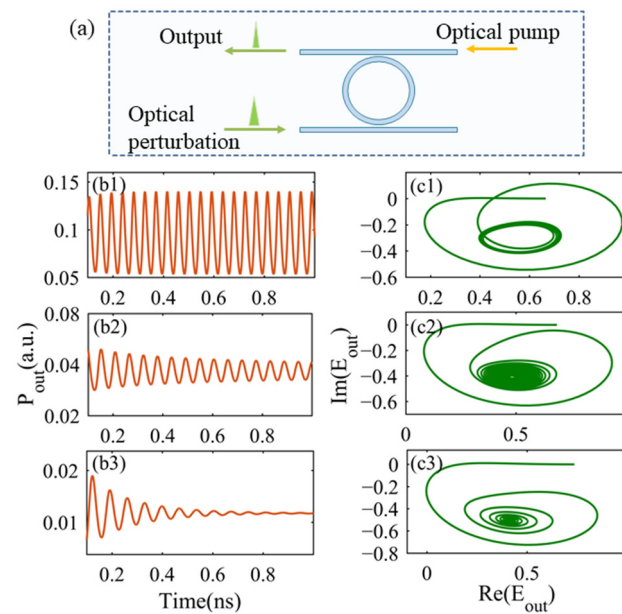 (a)
Output
Optical pump
Optical
perturbation
(b1)
0.15
0.1
0.05
0.2 0.4 0.6 0.8
(c1)
0
−0.2
−0.4
−0.6
0.2 0.4 0.6 0.8
(b2)
0.08
0.04
0.02
0.2 0.4 0.6 0.8
P_out(a.u.)
(c2)
0
−0.2
−0.4
−0.6
0 0.5
Im(E_out)
(b3)
0.02
0.01
0.2 0.4 0.6 0.8
Time(ns)
(c3)
0
−0.2
−0.4
−0.6
−0.8
0 0.4 0.8
Re(E_out)